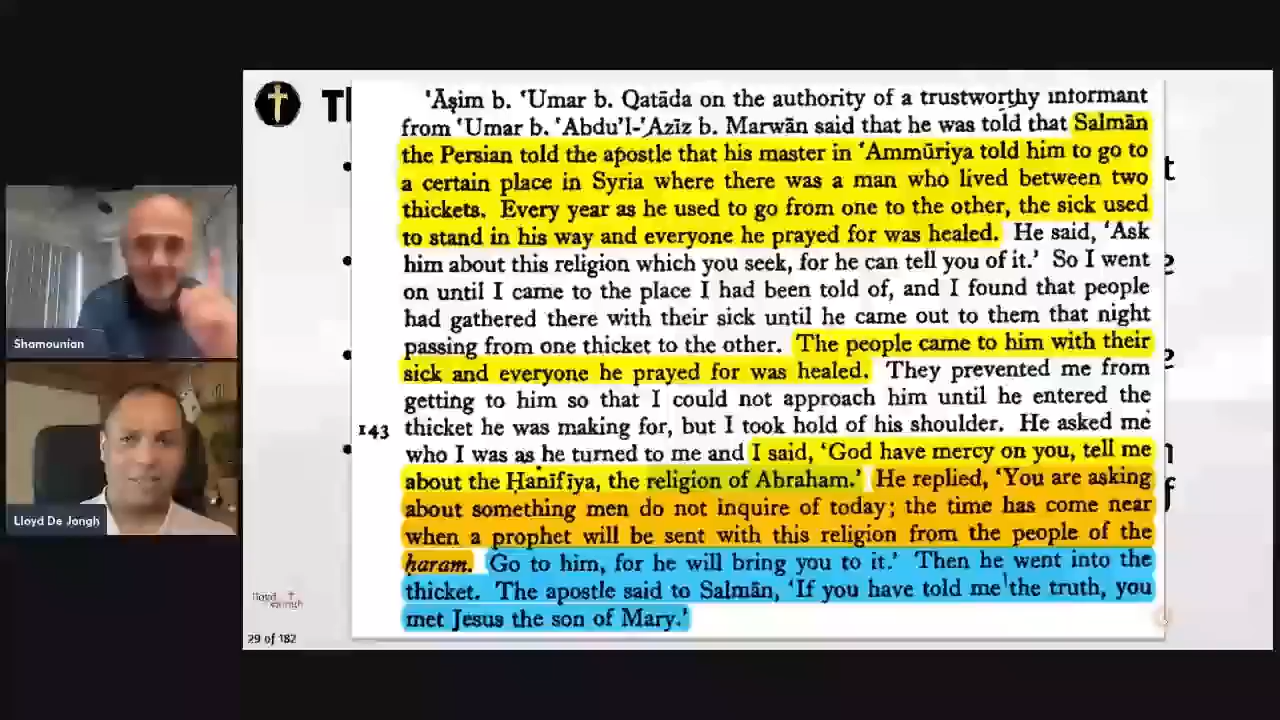 Th
'Āṣim b. 'Umar b. Qatāda on the authority of a trustworthy informant
from 'Umar b. 'Abdu'l-'Azīz b. Marwān said that he was told that Salmān
the Persian told the apostle that his master in 'Ammūriya told him to go to
a certain place in Syria where there was a man who lived between two
thickets. Every year as he used to go from one to the other, the sick used
to stand in his way and everyone he prayed for was healed. He said, 'Ask
him about this religion which you seek, for he can tell you of it.' So I went
on until I came to the place I had been told of, and I found that people
had gathered there with their sick until he came out to them that night
passing from one thicket to the other. The people came to him with their
sick and everyone he prayed for was healed. They prevented me from
getting to him so that I could not approach him until he entered the
143 thicket he was making for, but I took hold of his shoulder. He asked me
who I was as he turned to me and I said, 'God have mercy on you, tell me
about the Ḥanīfīya, the religion of Abraham.' He replied, 'You are asking
about something men do not inquire of today; the time has come near
when a prophet will be sent with this religion from the people of the
ḥaram. Go to him, for he will bring you to it.' Then he went into the
thicket. The apostle said to Salmān, 'If you have told me the truth, you
met Jesus the son of Mary.'
Shamounian
Lloyd De Jongh
lloyd
29 of 182